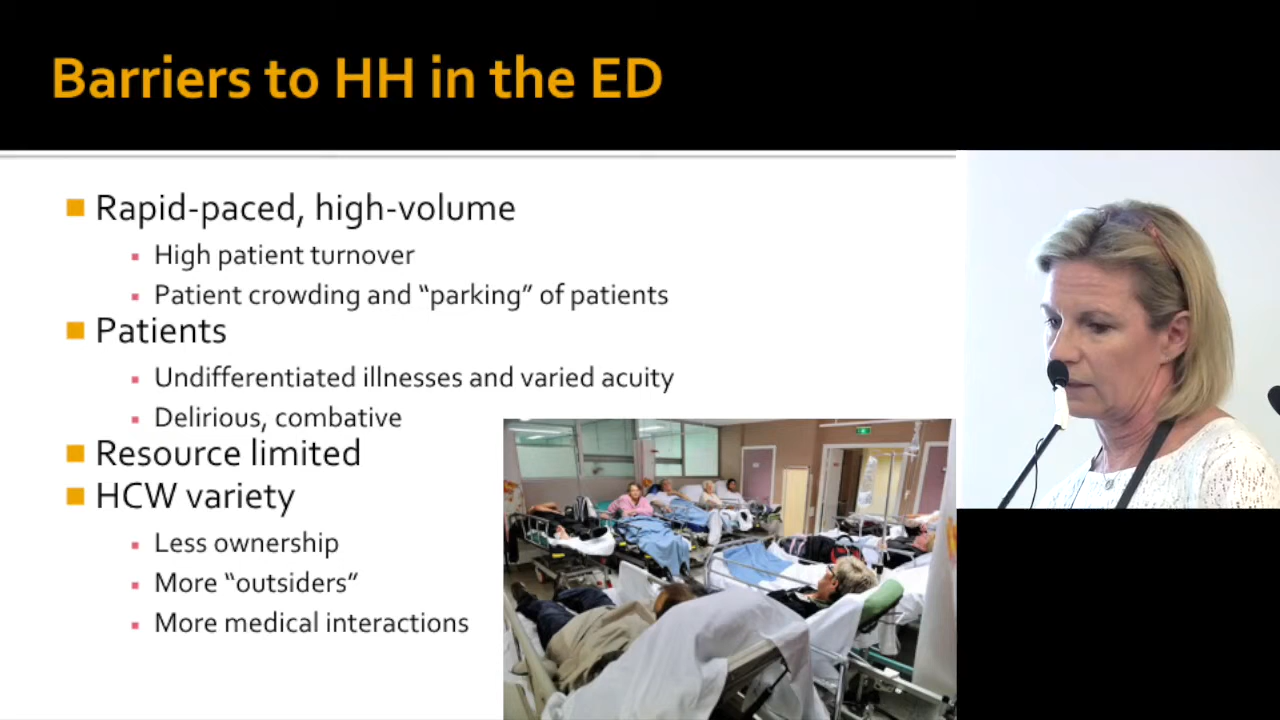 Barriers to HH in the ED
Rapid-paced, high-volume
High patient turnover
Patient crowding and “parking” of patients
Patients
Undifferentiated illnesses and varied acuity
Delirious, combative
Resource limited
HCW variety
Less ownership
More “outsiders”
More medical interactions